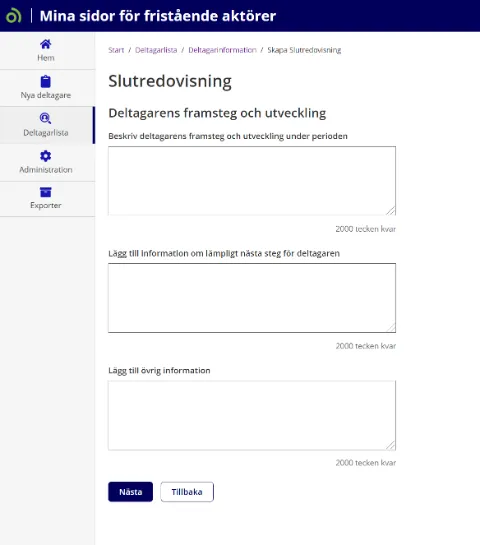 Mina sidor för fristående aktörer
Hem
Nya deltagare
Deltagarlista
Administration
Exporter
Start / Deltagarlista / Deltagarinformation / Skapa Slutredovisning
Slutredovisning
Deltagarens framsteg och utveckling
Beskriv deltagarens framsteg och utveckling under perioden
2000 tecken kvar
Lägg till information om lämpligt nästa steg för deltagaren
2000 tecken kvar
Lägg till övrig information
2000 tecken kvar
Nästa Tillbaka